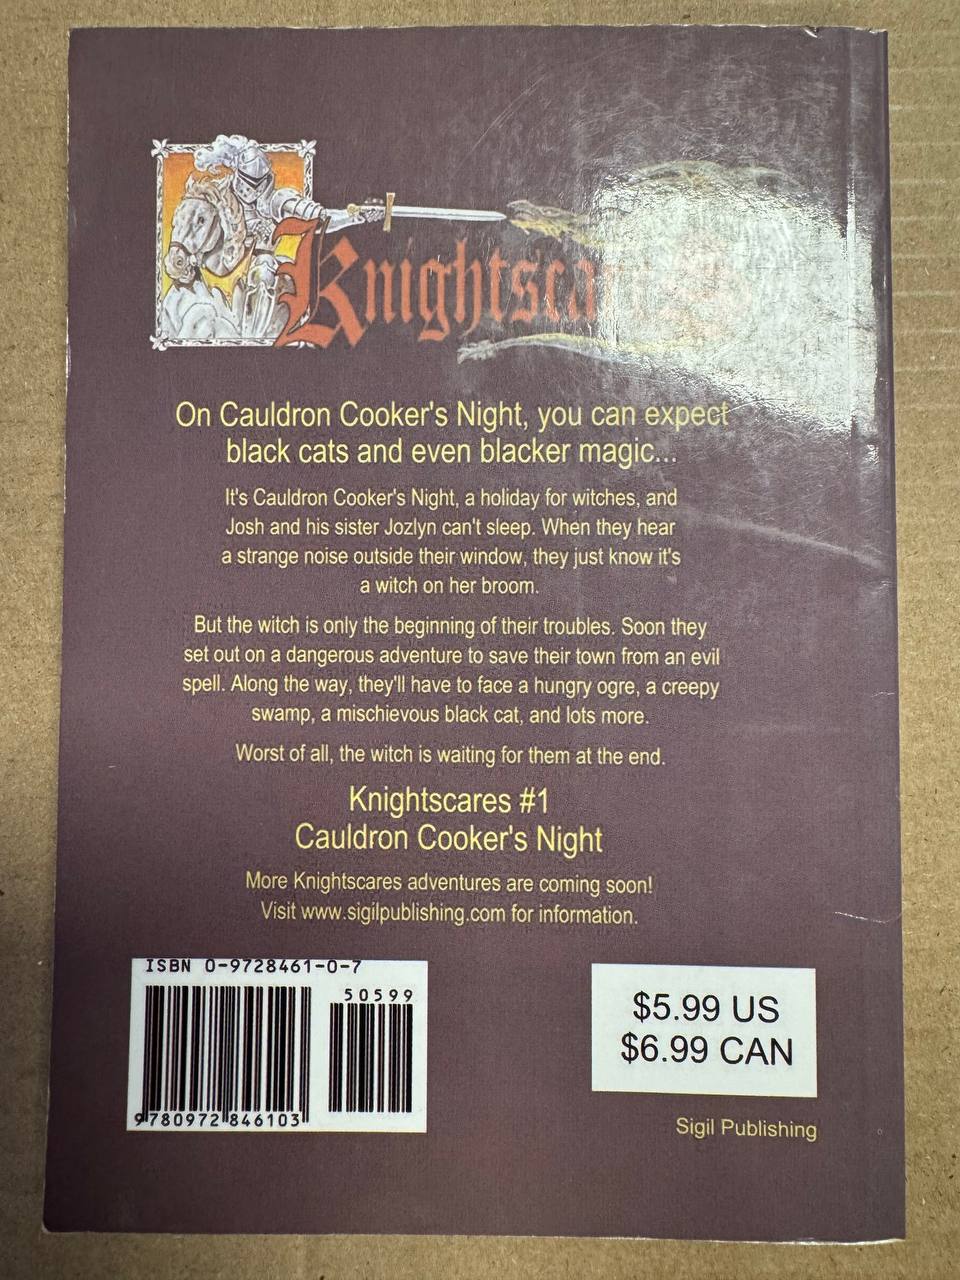 Knightscares
On Cauldron Cooker's Night, you can expect
black cats and even blacker magic...
It's Cauldron Cooker's Night, a holiday for witches, and
Josh and his sister Jozlyn can't sleep. When they hear
a strange noise outside their window, they just know it's
a witch on her broom.
But the witch is only the beginning of their troubles. Soon they
set out on a dangerous adventure to save their town from an evil
spell. Along the way, they'll have to face a hungry ogre, a creepy
swamp, a mischievous black cat, and lots more.
Worst of all, the witch is waiting for them at the end.
Knightscares #1
Cauldron Cooker's Night
More Knightscares adventures are coming soon!
Visit www.sigilpublishing.com for information.
ISBN 0-9728461-0-7
50599
9780972846103
$5.99 US
$6.99 CAN
Sigil Publishing